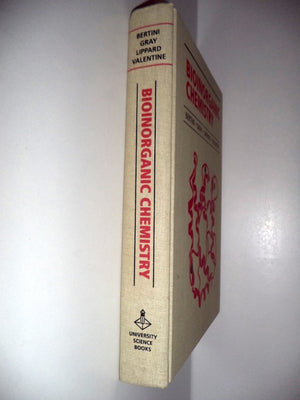 BERTINI
GRAY
LIPPARD
VALENTINE
BIOINORGANIC CHEMISTRY
UNIVERSITY
SCIENCE
BOOKS
BIOINORGANIC
CHEMISTRY